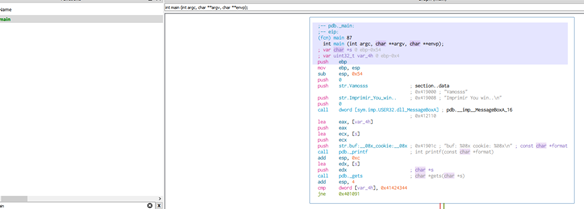 ame
main
int main (int argc, char **argv, char **envp);
;-- pdb._main:
;-- eip:
(fcn) main 87
int main (int argc, char **argv, char **envp);
; var char *s @ ebp-0x54
; var uint32_t var_4h @ ebp-0x4
push ebp
mov ebp, esp
sub esp, 0x54
push 0
push str.Yamossa ; section..data
; 0x419000 ; "Yamossa"
push str.Imprimir_You_win.. ; 0x419008 ; "Imprimir You win..\n"
push 0
call dword [sym.imp.USER32.dll_MessageBoxA] ; pdb.__imp__MessageBoxA_16
; 0x412110
lea eax, [var_4h]
push eax
lea ecx, [s]
push ecx
push str.buf:__08x_cookie:__08x ; 0x41901c ; "buf: %08x cookie: %08x\n" ; const char *format
call pdb._printf ; int printf(const char *format)
add esp, 0xc
lea edx, [s]
push edx ; char *s
call pdb._gets ; char *gets(char *s)
add esp, 4
cmp dword [var_4h], 0x41424344
jne 0x401091